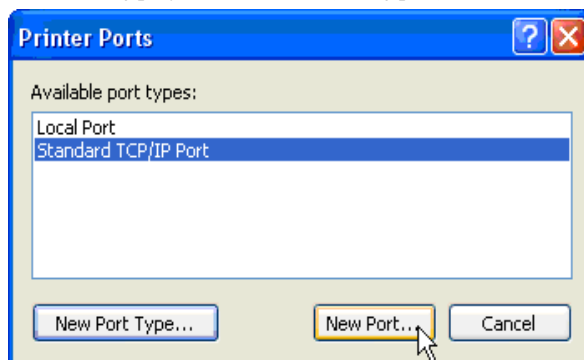 Printer Ports
Available port types:
Local Port
Standard TCP/IP Port
New Port Type... New Port... Cancel